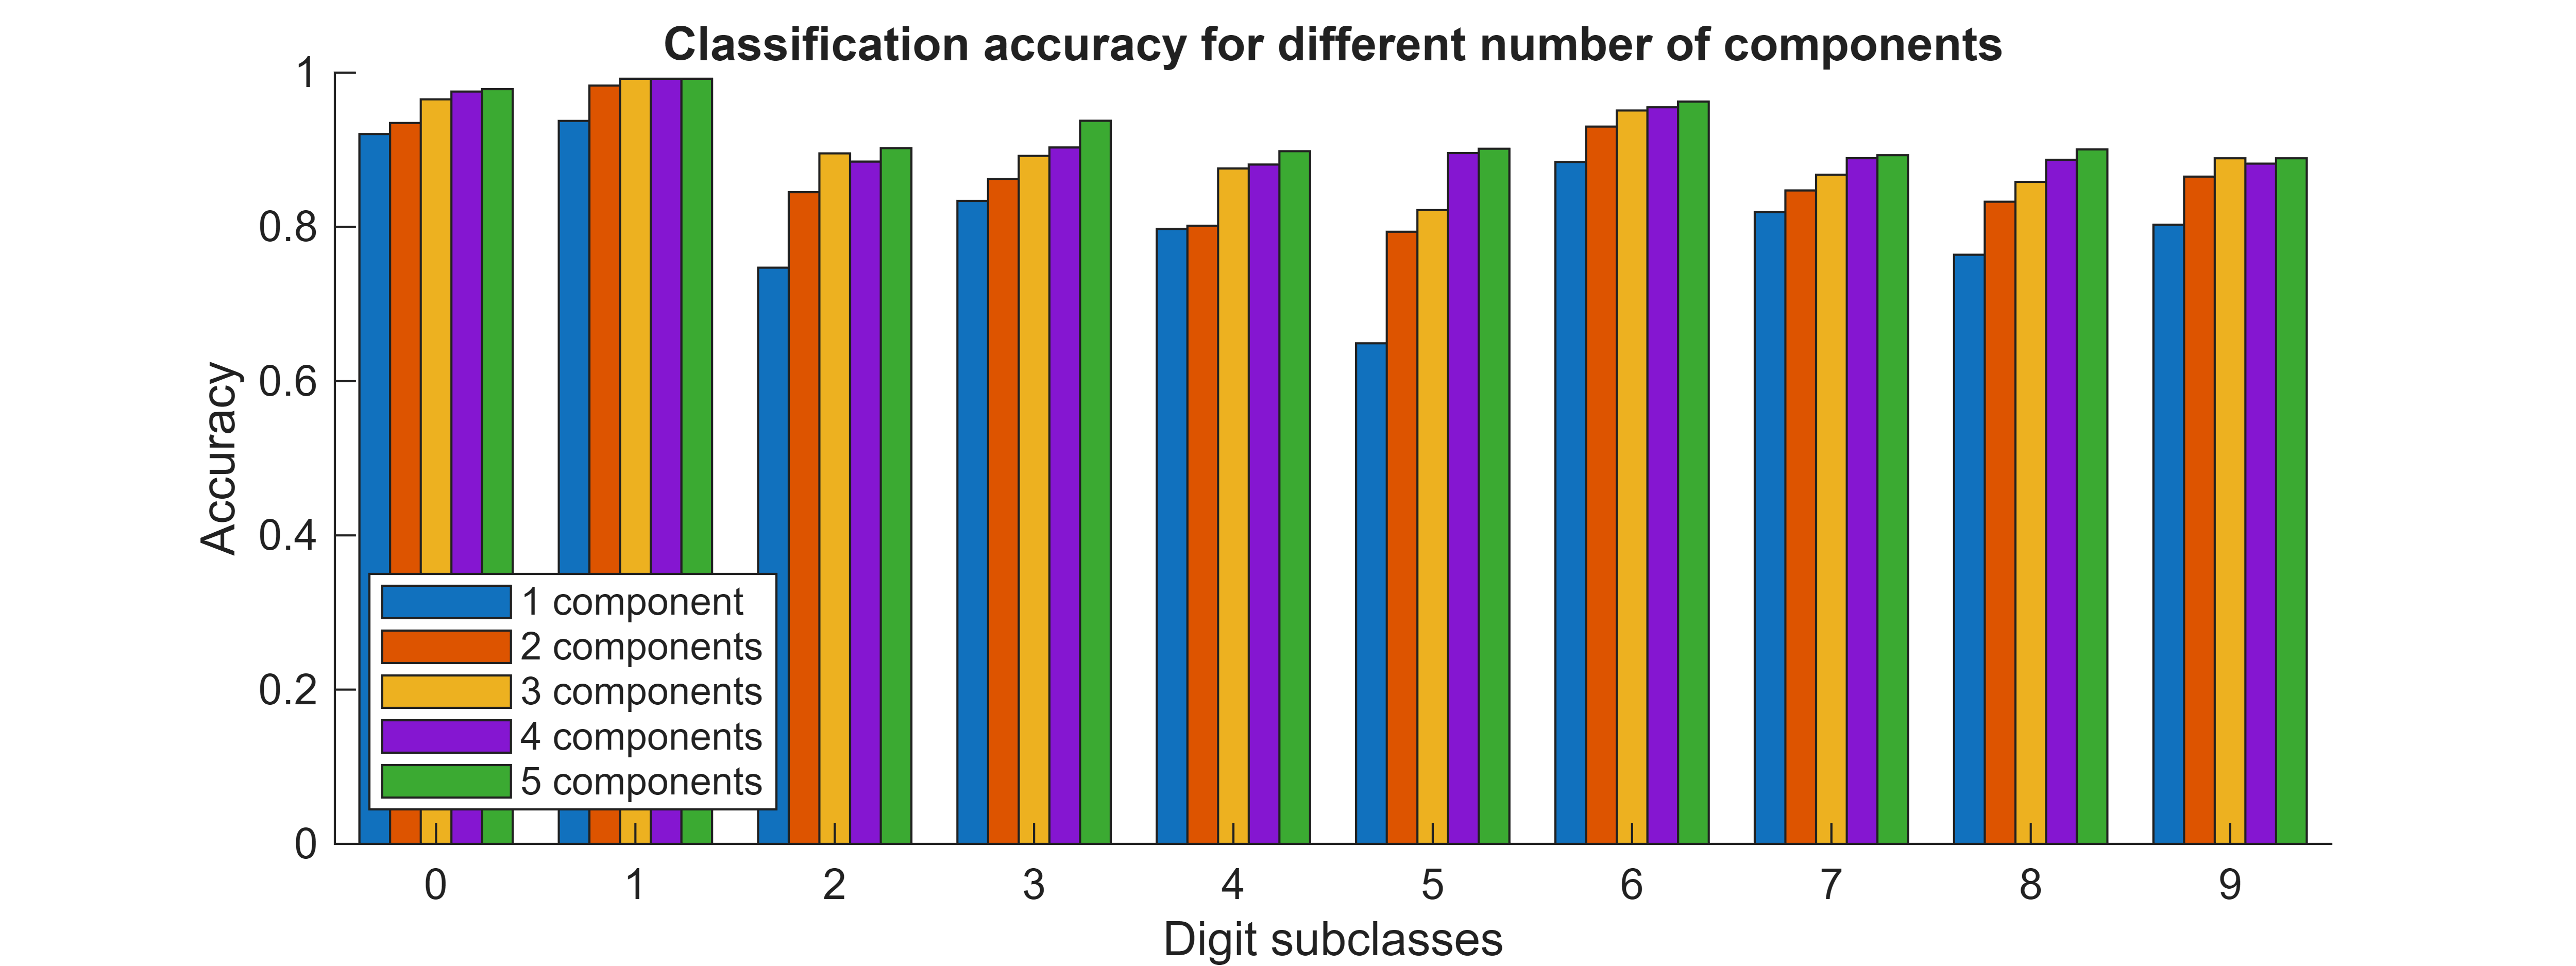 Classification accuracy for different number of components
1
0.8
0.6
0.4
0.2
0
Accuracy
1 component
2 components
3 components
4 components
5 components
0 1 2 3 4 5 6 7 8 9
Digit subclasses